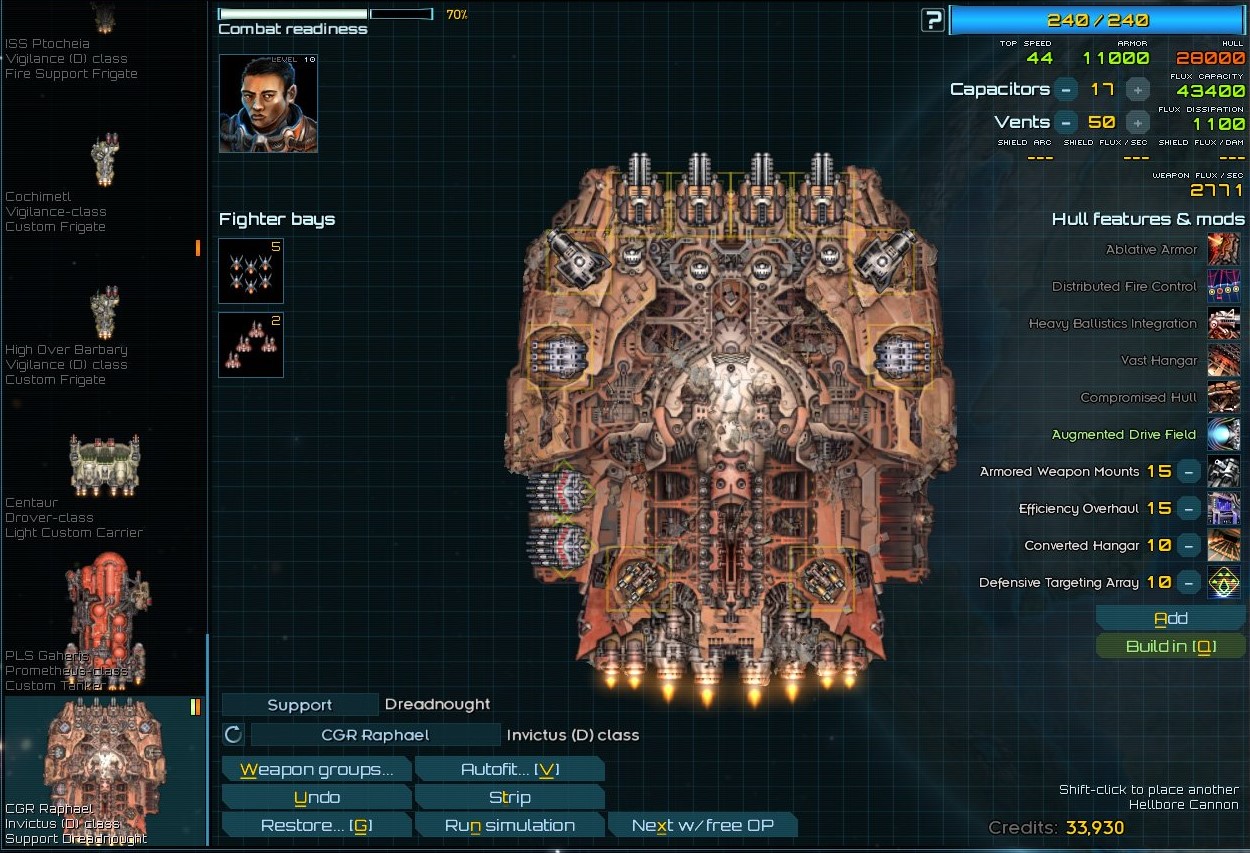 ISS Ptocheia
Vigilance (D) class
Fire Support Frigate
Cochimetl
Vigilance-class
Custom Frigate
High Over Barbary
Vigilance (D) class
Custom Frigate
Centaur
Drover-class
Light Custom Carrier
PLS Gaheris
Prometheus-class
Custom Tanker
CGR Raphael
Invictus (D) class
Support Dreadnought
70%
Combat readiness
LEVEL 10
Fighter bays
5
2
?
240 / 240
TOP SPEED ARMOR HULL
44 11000 28000
FLUX CAPACITY
Capacitors - 17 + 43400
FLUX DISSIPATION
Vents - 50 + 1100
SHIELD ARC SHIELD FLUX/SEC SHIELD FLUX/DAM
--- --- ---
WEAPON FLUX/SEC
2771
Hull features & mods
Ablative Armor
Distributed Fire Control
Heavy Ballistics Integration
Vast Hangar
Compromised Hull
Augmented Drive Field
Armored Weapon Mounts 15 -
Efficiency Overhaul 15 -
Converted Hangar 10 -
Defensive Targeting Array 10 -
Add
Build in [Q]
Support Dreadnought
CGR Raphael Invictus (D) class
Weapon groups... Autofit... [V]
Undo Strip
Restore... [G] Run simulation Next w/free OP
Shift-click to place another
Hellbore Cannon
Credits: 33,930